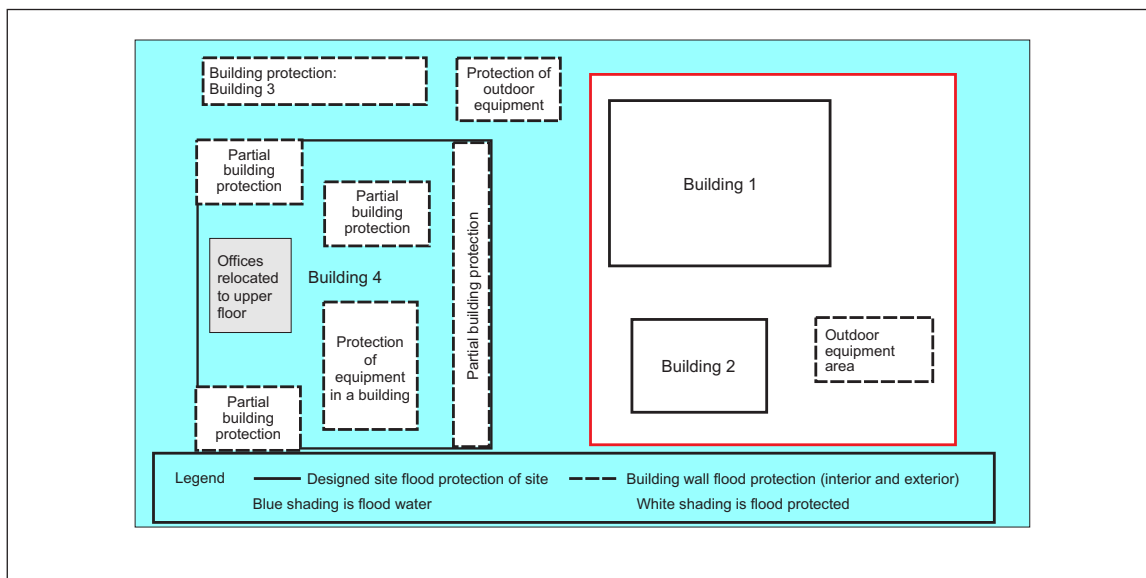 Building protection:
Building 3
Protection of
outdoor
equipment
Partial
building
protection
Partial
building
protection
Partial building protection
Building 1
Offices
relocated
to upper
floor
Building 4
Protection
of
equipment
in a building
Building 2
Outdoor
equipment
area
Partial
building
protection
Legend
Designed site flood protection of site
Building wall flood protection (interior and exterior)
Blue shading is flood water
White shading is flood protected